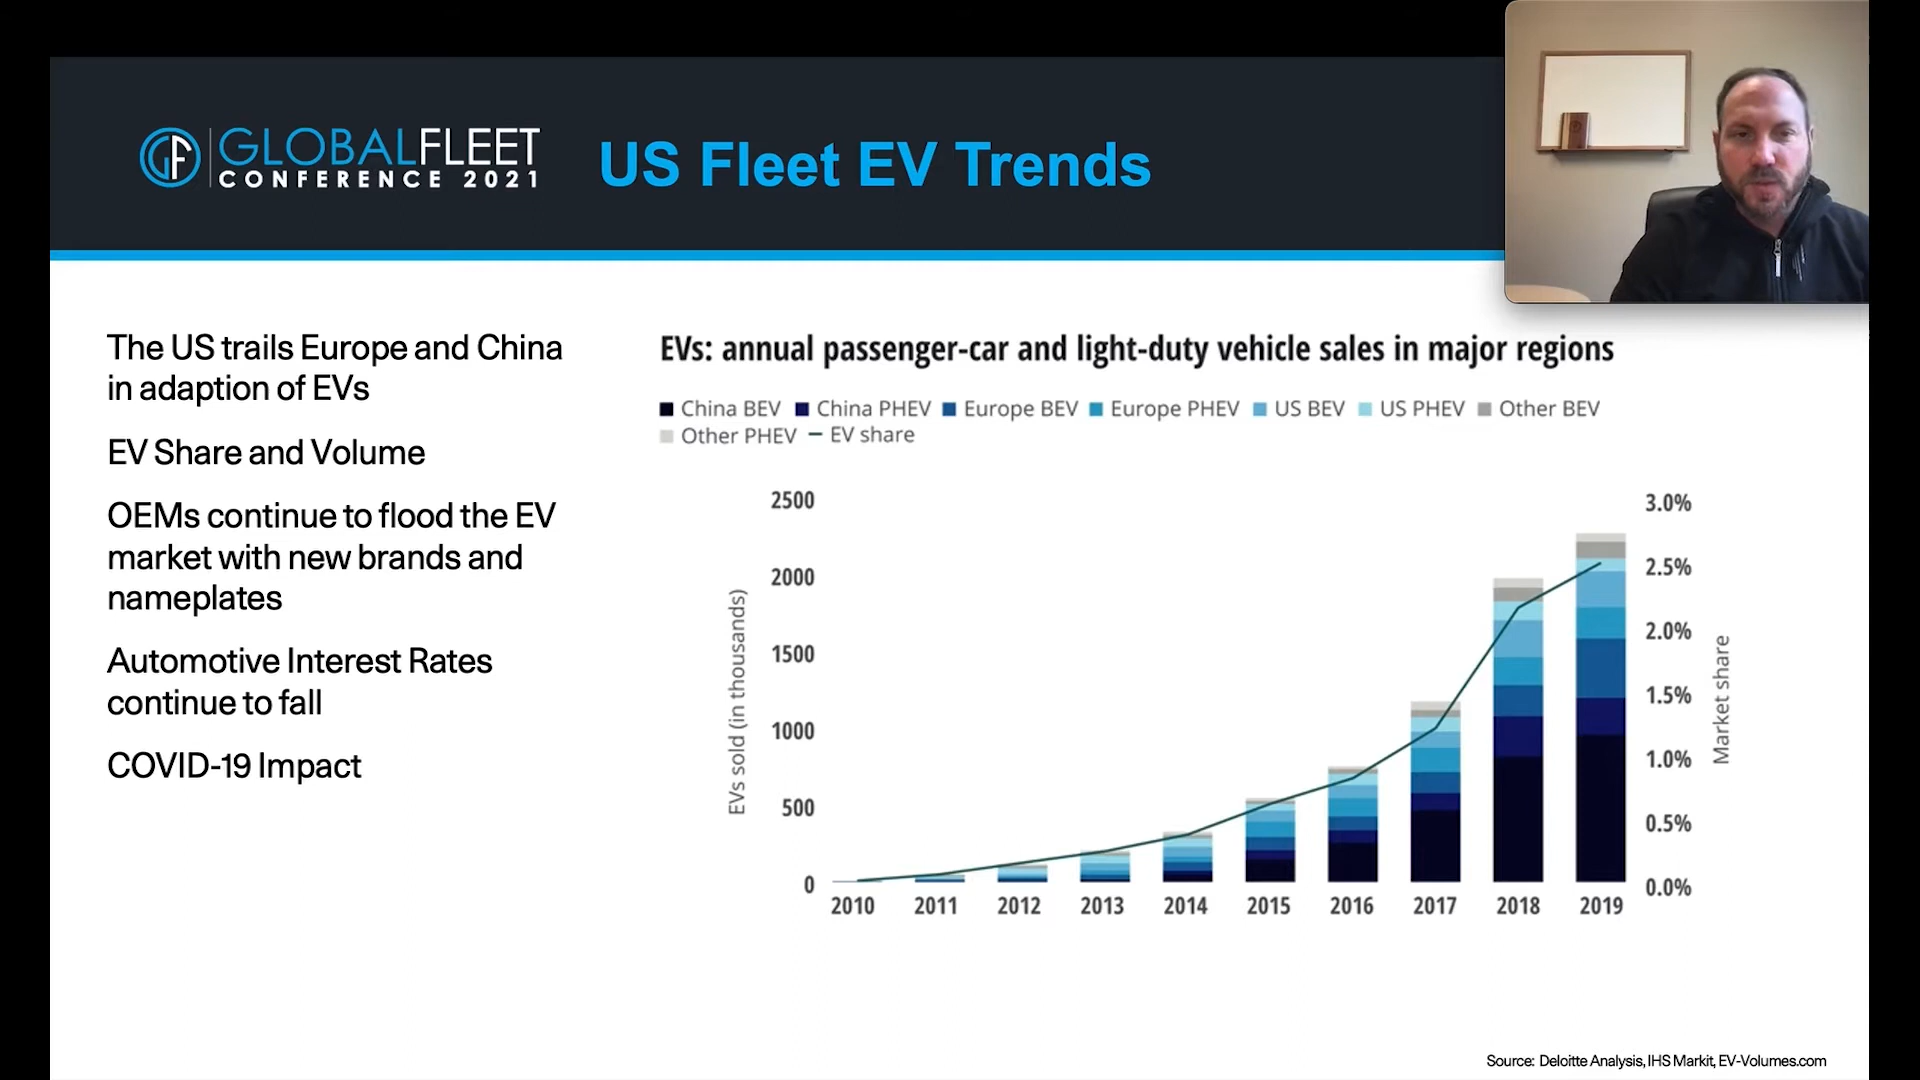 GF GLOBALFLEET
CONFERENCE 2021
US Fleet EV Trends
The US trails Europe and China
in adaption of EVs
EV Share and Volume
OEMs continue to flood the EV
market with new brands and
nameplates
Automotive Interest Rates
continue to fall
COVID-19 Impact
EVs: annual passenger-car and light-duty vehicle sales in major regions
China BEV China PHEV Europe BEV Europe PHEV US BEV US PHEV Other BEV
Other PHEV EV share
EVs sold (in thousands)
2500
2000
1500
1000
500
0
3.0%
2.5%
2.0%
1.5%
1.0%
0.5%
0.0%
Market share
2010 2011 2012 2013 2014 2015 2016 2017 2018 2019
Source: Deloitte Analysis, IHS Markit, EV-Volumes.com